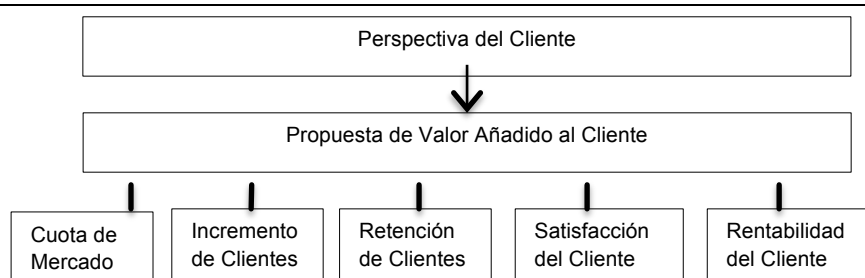 Perspectiva del Cliente
Propuesta de Valor Añadido al Cliente
Cuota de
Mercado
Incremento
de Clientes
Retención
de Clientes
Satisfacción
del Cliente
Rentabilidad
del Cliente